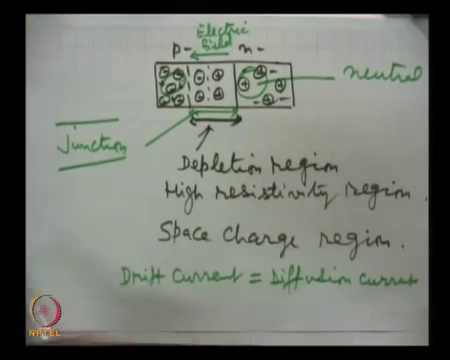 Electric
field
p- n-
neutral
Junction
Depletion region
High resistivity region.
Space charge region.
Drift Current = Diffusion Current
NPTEL